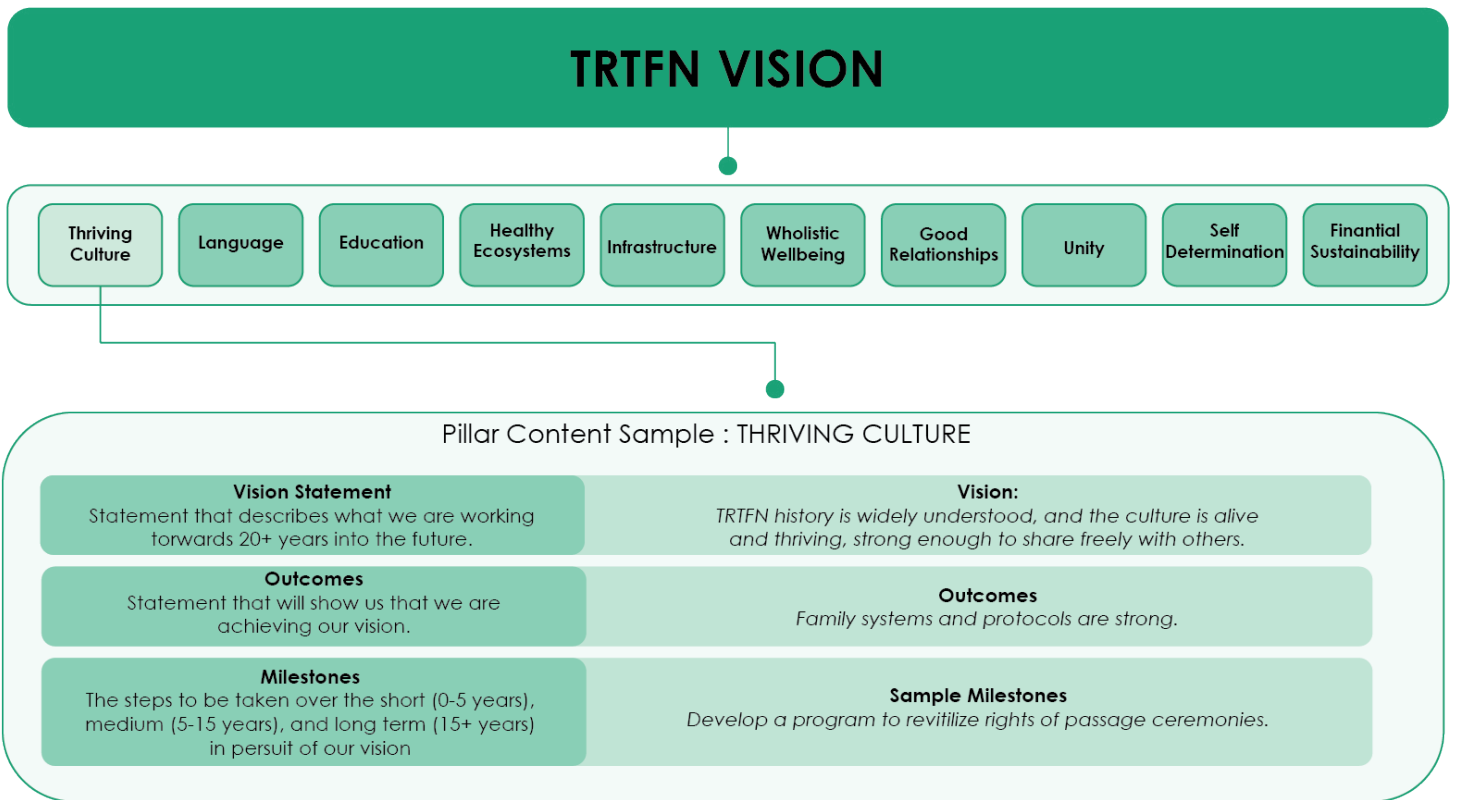 TRTFN VISION
Thriving
Culture
Language
Education
Healthy
Ecosystems
Infrastructure
Wholistic
Wellbeing
Good
Relationships
Unity
Self
Determination
Finantial
Sustainability
Pillar Content Sample : THRIVING CULTURE
Vision Statement
Statement that describes what we are working
torwards 20+ years into the future.
Vision:
TRTFN history is widely understood, and the culture is alive
and thriving, strong enough to share freely with others.
Outcomes
Statement that will show us that we are
achieving our vision.
Outcomes
Family systems and protocols are strong.
Milestones
The steps to be taken over the short (0-5 years),
medium (5-15 years), and long term (15+ years)
in persuit of our vision
Sample Milestones
Develop a program to revitilize rights of passage ceremonies.